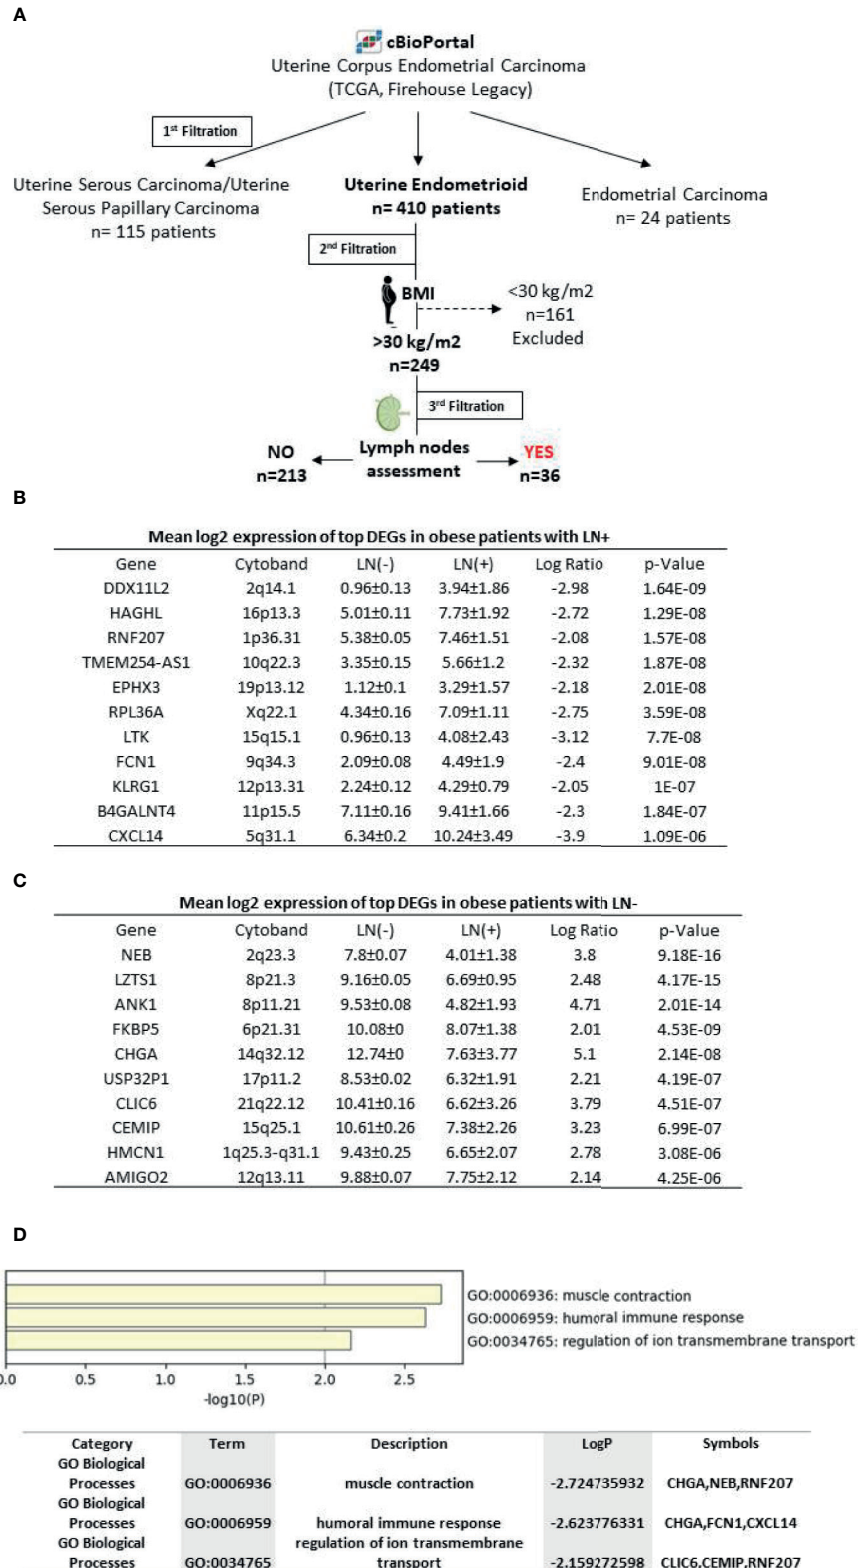 A
cBioPortal
Uterine Corpus Endometrial Carcinoma
(TCGA, Firehouse Legacy)
1st Filtration
Uterine Serous Carcinoma/Uterine
Serous Papillary Carcinoma
n= 115 patients
Uterine Endometrioid
n= 410 patients
Endometrial Carcinoma
n= 24 patients
2nd Filtration
BMI
<30 kg/m2
n=161
Excluded
>30 kg/m2
n=249
3rd Filtration
NO
n=213
Lymph nodes
assessment
YES
n=36
B
Mean log2 expression of top DEGs in obese patients with LN+
Gene Cytoband LN(-) LN(+) Log Ratio p-Value
DDX11L2 2q14.1 0.96±0.13 3.94±1.86 -2.98 1.64E-09
HAGHL 16p13.3 5.01±0.11 7.73±1.92 -2.72 1.29E-08
RNF207 1p36.31 5.38±0.05 7.46±1.51 -2.08 1.57E-08
TMEM254-AS1 10q22.3 3.35±0.15 5.66±1.2 -2.32 1.87E-08
EPHX3 19p13.12 1.12±0.1 3.29±1.57 -2.18 2.01E-08
RPL36A Xq22.1 4.34±0.16 7.09±1.11 -2.75 3.59E-08
LTK 15q15.1 0.96±0.13 4.08±2.43 -3.12 7.7E-08
FCN1 9q34.3 2.09±0.08 4.49±1.9 -2.4 9.01E-08
KLRG1 12p13.31 2.24±0.12 4.29±0.79 -2.05 1E-07
B4GALNT4 11p15.5 7.11±0.16 9.41±1.66 -2.3 1.84E-07
CXCL14 5q31.1 6.34±0.2 10.24±3.49 -3.9 1.09E-06
C
Mean log2 expression of top DEGs in obese patients with LN-
Gene Cytoband LN(-) LN(+) Log Ratio p-Value
NEB 2q23.3 7.8±0.07 4.01±1.38 3.8 9.18E-16
LZTS1 8p21.3 9.16±0.05 6.69±0.95 2.48 4.17E-15
ANK1 8p11.21 9.53±0.08 4.82±1.93 4.71 2.01E-14
FKBP5 6p21.31 10.08±0 8.07±1.38 2.01 4.53E-09
CHGA 14q32.12 12.74±0 7.63±3.77 5.1 2.14E-08
USP32P1 17p11.2 8.53±0.02 6.32±1.91 2.21 4.19E-07
CLIC6 21q22.12 10.41±0.16 6.62±3.26 3.79 4.51E-07
CEMIP 15q25.1 10.61±0.26 7.38±2.26 3.23 6.99E-07
HMCN1 1q25.3-q31.1 9.43±0.25 6.65±2.07 2.78 3.08E-06
AMIGO2 12q13.11 9.88±0.07 7.75±2.12 2.14 4.25E-06
D
GO:0006936: muscle contraction
GO:0006959: humoral immune response
GO:0034765: regulation of ion transmembrane transport
0.0 0.5 1.0 1.5 2.0 2.5
-log10(P)
Category Term Description LogP Symbols
GO Biological
Processes GO:0006936 muscle contraction -2.724735932 CHGA,NEB,RNF207
GO Biological
Processes GO:0006959 humoral immune response -2.623776331 CHGA,FCN1,CXCL14
GO Biological regulation of ion transmembrane
Processes GO:0034765 transport -2.159272598 CLIC6,CEMIP,RNF207